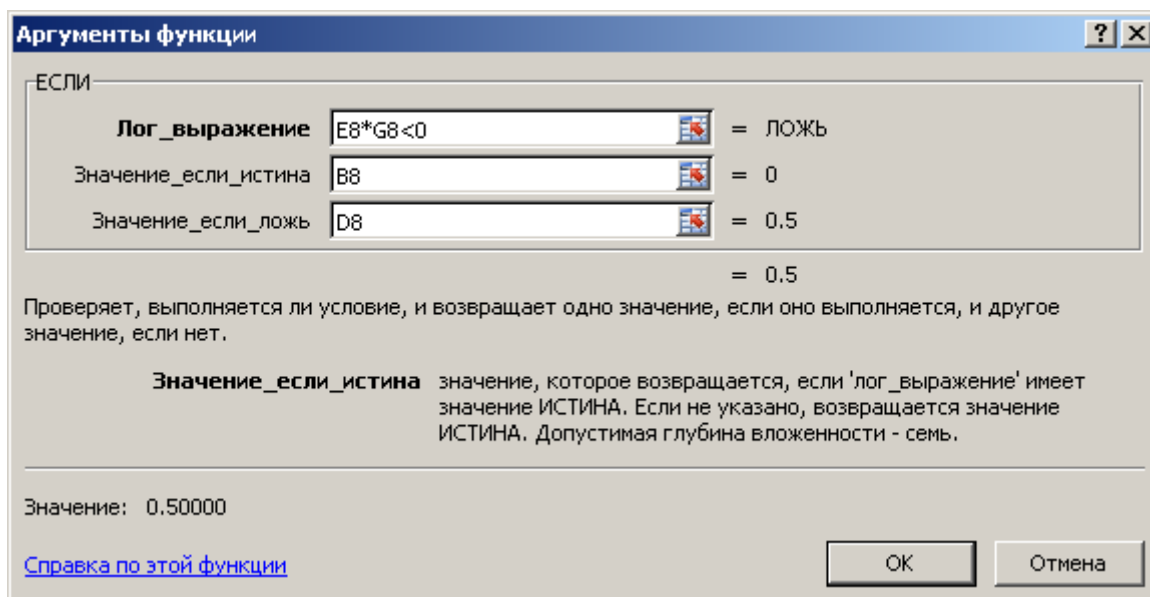 Аргументы функции
ЕСЛИ
Лог_выражение E8*G8<0 = ЛОЖЬ
Значение_если_истина B8 = 0
Значение_если_ложь D8 = 0.5
= 0.5
Проверяет, выполняется ли условие, и возвращает одно значение, если оно выполняется, и другое
значение, если нет.
Значение_если_истина значение, которое возвращается, если 'лог_выражение' имеет
значение ИСТИНА. Если не указано, возвращается значение
ИСТИНА. Допустимая глубина вложенности - семь.
Значение: 0.50000
Справка по этой функции
ОК
Отмена